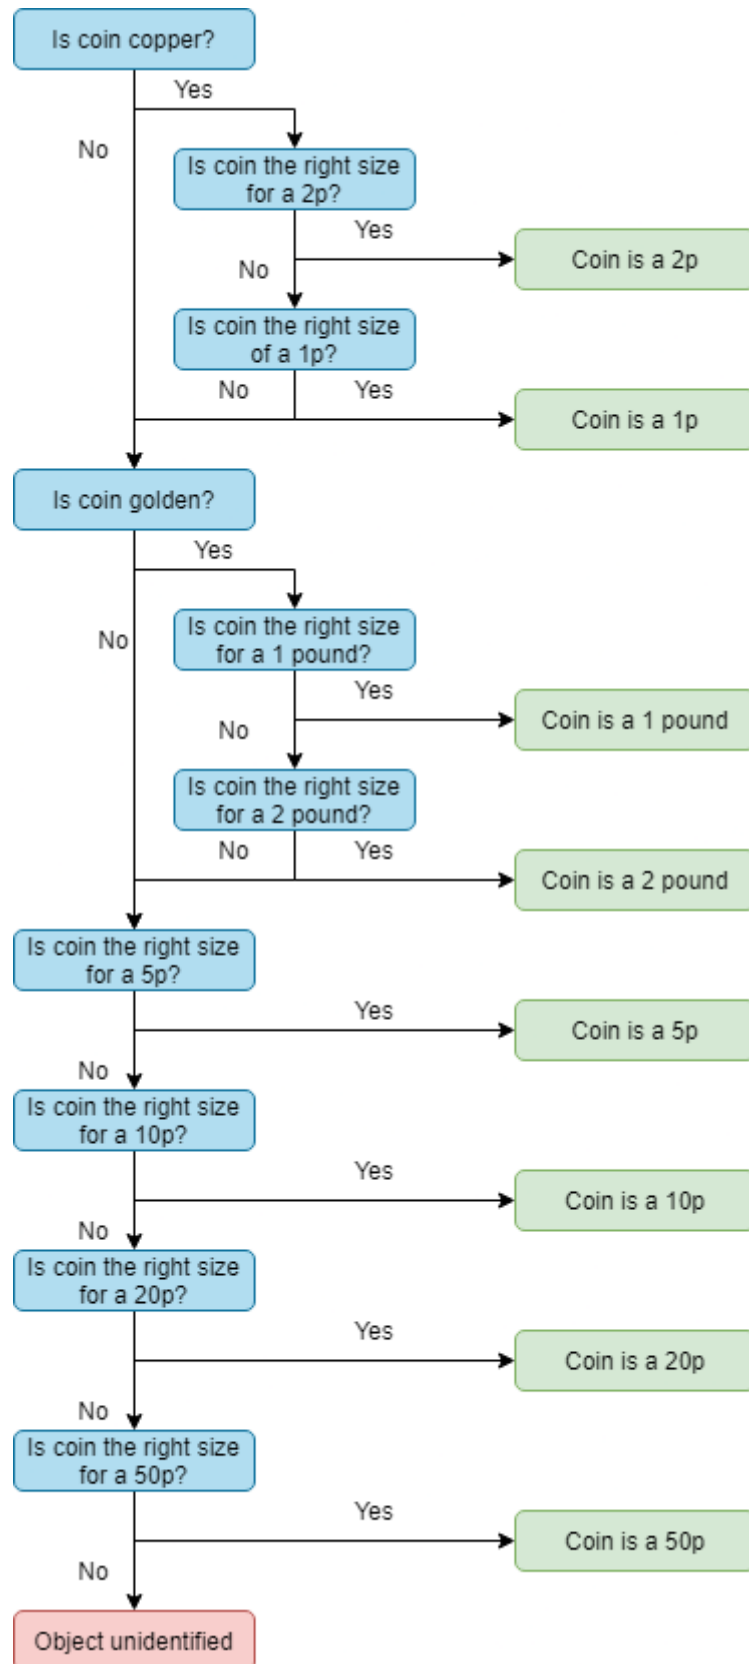 Is coin copper?
Yes
No
Is coin the right size
for a 2p?
Yes
Coin is a 2p
No
Is coin the right size
of a 1p?
No
Yes
Coin is a 1p
Is coin golden?
Yes
No
Is coin the right size
for a 1 pound?
Yes
Coin is a 1 pound
No
Is coin the right size
for a 2 pound?
No
Yes
Coin is a 2 pound
Is coin the right size
for a 5p?
Yes
Coin is a 5p
No
Is coin the right size
for a 10p?
Yes
Coin is a 10p
No
Is coin the right size
for a 20p?
Yes
Coin is a 20p
No
Is coin the right size
for a 50p?
Yes
Coin is a 50p
No
Object unidentified